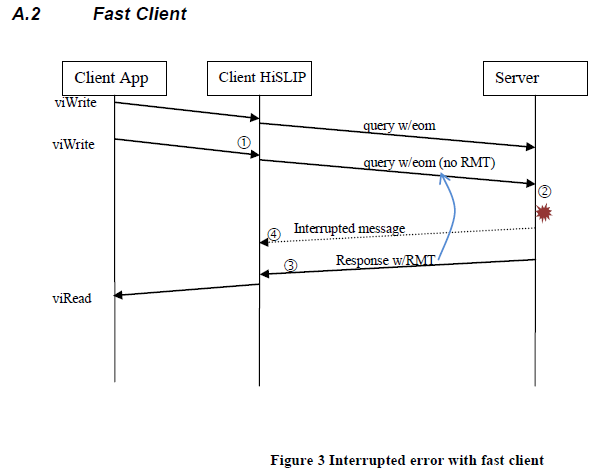 A.2 Fast Client
Client App
Client HiSLIP
Server
viWrite
query w/eom
viWrite
①
query w/eom (no RMT)
②
④
Interrupted message
③
Response w/RMT
viRead
Figure 3 Interrupted error with fast client